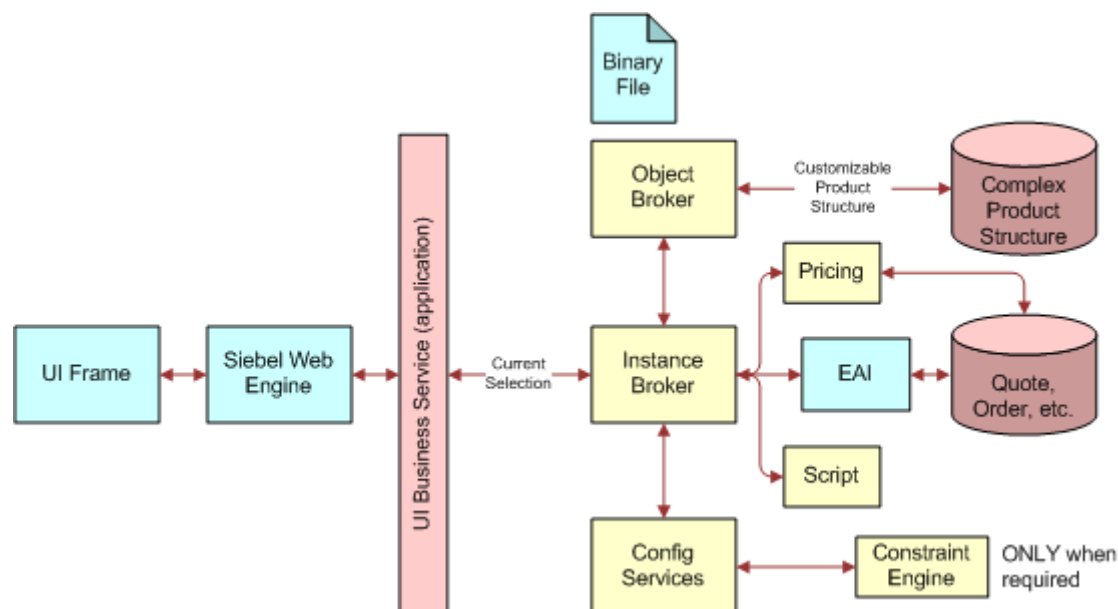 Binary
File
Object
Broker
Customizable
Product
Structure
Complex
Product
Structure
Pricing
UI Frame
Siebel Web
Engine
UI Business Service (application)
Current
Selection
Instance
Broker
EAI
Quote,
Order, etc.
Script
Config
Services
Constraint
Engine
ONLY when
required